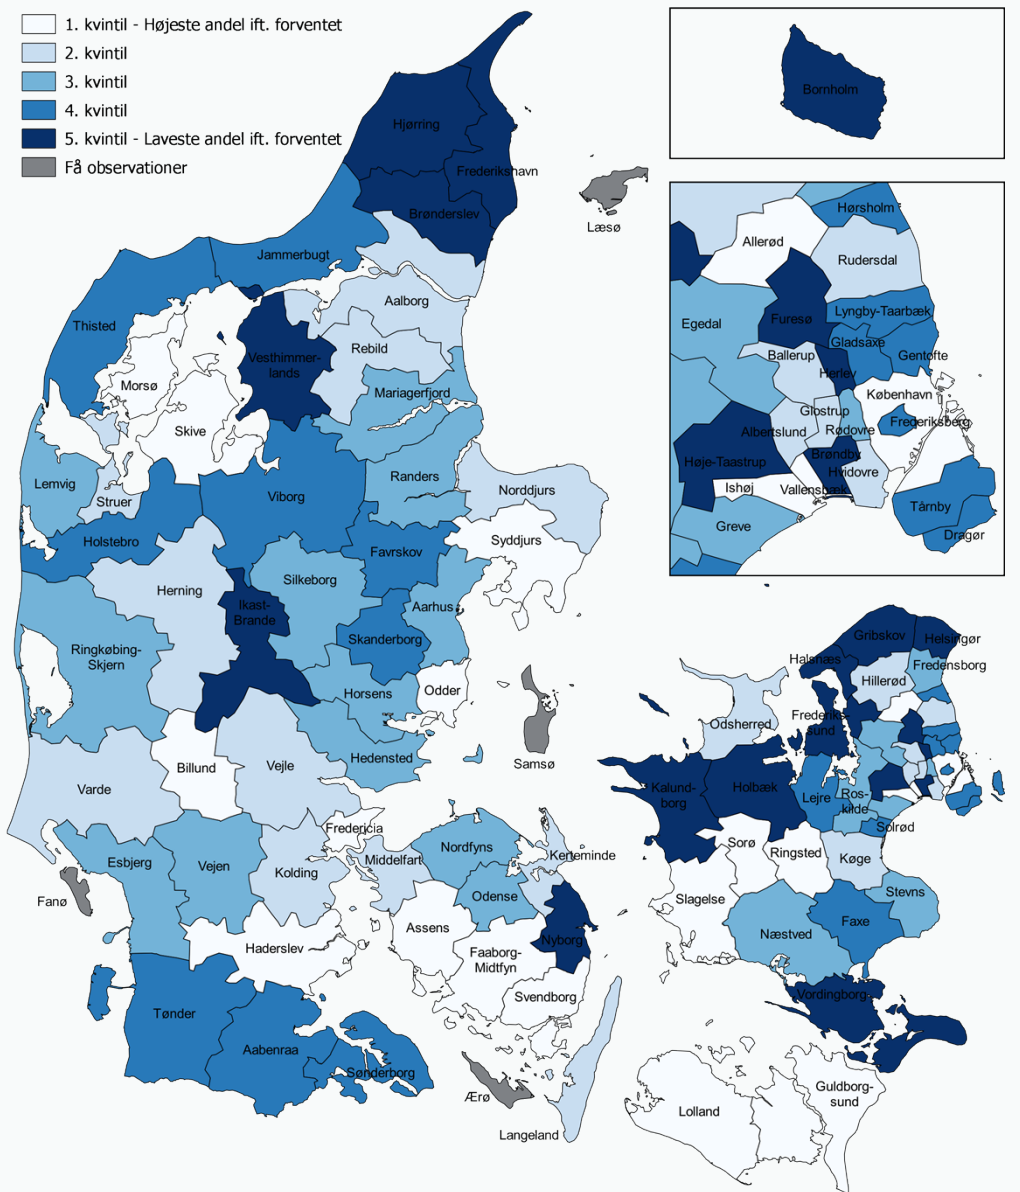 1. kvintil - Højeste andel ift. forventet
2. kvintil
3. kvintil
4. kvintil
5. kvintil - Laveste andel ift. forventet
Få observationer
Hjørring
Frederikshavn
Brønderslev
Læsø
Jammerbugt
Thisted
Aalborg
Vesthimmer-
lands
Rebild
Morsø
Mariagerfjord
Skive
Lemvig
Struer
Viborg
Randers
Norddjurs
Syddjurs
Holstebro
Favrskov
Herning
Silkeborg
Ikast-
Brande
Aarhus
Skanderborg
Ringkøbing-
Skjern
Horsens
Odder
Samsø
Billund
Vejle
Hedensted
Varde
Fredericia
Esbjerg
Vejen
Kolding
Middelfart
Nordfyns
Kerteminde
Fanø
Odense
Assens
Nyborg
Haderslev
Faaborg-
Midtfyn
Svendborg
Tønder
Aabenraa
Sønderborg
Ærø
Langeland
Bornholm
Hørsholm
Allerød
Rudersdal
Egedal
Furesø
Lyngby-Taarbæk
Gladsaxe
Gentofte
Ballerup
Herlev
København
Glostrup
Frederiksberg
Albertslund
Rødovre
Brøndby
Høje-Taastrup
Hvidovre
Ishøj
Vallensbæk
Tårnby
Greve
Dragør
Gribskov
Helsingør
Halsnæs
Fredensborg
Hillerød
Odsherred
Frederiks-
sund
Kalund-
borg
Holbæk
Lejre
Ros-
kilde
Solrød
Sorø
Ringsted
Køge
Slagelse
Stevns
Næstved
Faxe
Vordingborg
Guldborg-
sund
Lolland